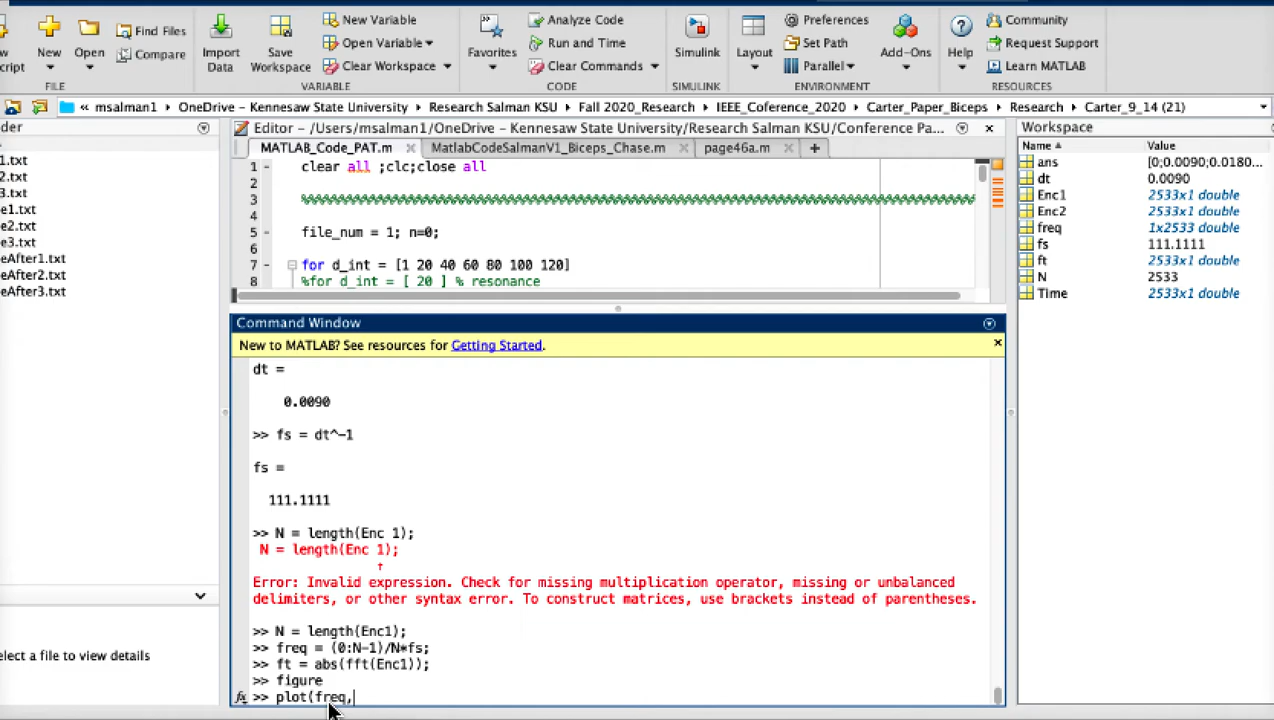 New Variable
Analyze Code
Preferences
Community
Find Files
Compare
New
Open
Import
Data
Save
Workspace
Open Variable
Clear Workspace
Favorites
Run and Time
Clear Commands
Simulink
Layout
Set Path
Parallel
Add-Ons
Help
Request Support
Learn MATLAB
FILE
VARIABLE
CODE
SIMULINK
ENVIRONMENT
RESOURCES
« msalman1 › OneDrive – Kennesaw State University › Research Salman KSU › Fall 2020_Research › IEEE_Coference_2020 › Carter_Paper_Biceps › Research › Carter_9_14 (21)
der
1.txt
2.txt
3.txt
e1.txt
e2.txt
e3.txt
eAfter1.txt
eAfter2.txt
eAfter3.txt
elect a file to view details
Editor – /Users/msalman1/OneDrive – Kennesaw State University/Research Salman KSU/Conference Pa...
MATLAB_Code_PAT.m
MatlabCodeSalmanV1_Biceps_Chase.m
page46a.m
1 - clear all ;clc;close all
2
3
4
5 - file_num = 1; n=0;
6
7 - for d_int = [1 20 40 60 80 100 120]
8 %for d_int = [ 20 ] % resonance
Command Window
New to MATLAB? See resources for Getting Started.
dt =
0.0090
>> fs = dt^-1
fs =
111.1111
>> N = length(Enc 1);
N = length(Enc 1);
↑
Error: Invalid expression. Check for missing multiplication operator, missing or unbalanced
delimiters, or other syntax error. To construct matrices, use brackets instead of parentheses.
>> N = length(Enc1);
>> freq = (0:N-1)/N*fs;
>> ft = abs(fft(Enc1));
>> figure
fx >> plot(freq,
Workspace
Name Value
ans [0;0.0090;0.0180...
dt 0.0090
Enc1 2533x1 double
Enc2 2533x1 double
freq 1x2533 double
fs 111.1111
ft 2533x1 double
N 2533
Time 2533x1 double